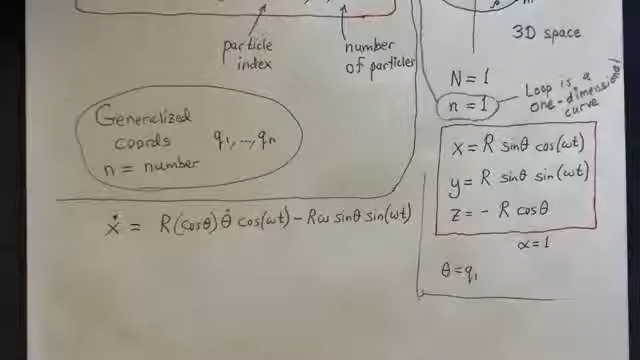 particle
index
number
of particles
Generalized
coords q₁, ..., qₙ
n = number
ẋ = R(cosθ)θ̇ cos(ωt) − Rω sinθ sin(ωt)
3D space
N = 1
n = 1
Loop is a
one-dimensional
curve
x = R sinθ cos(ωt)
y = R sinθ sin(ωt)
z = − R cosθ
α = 1
θ = q₁